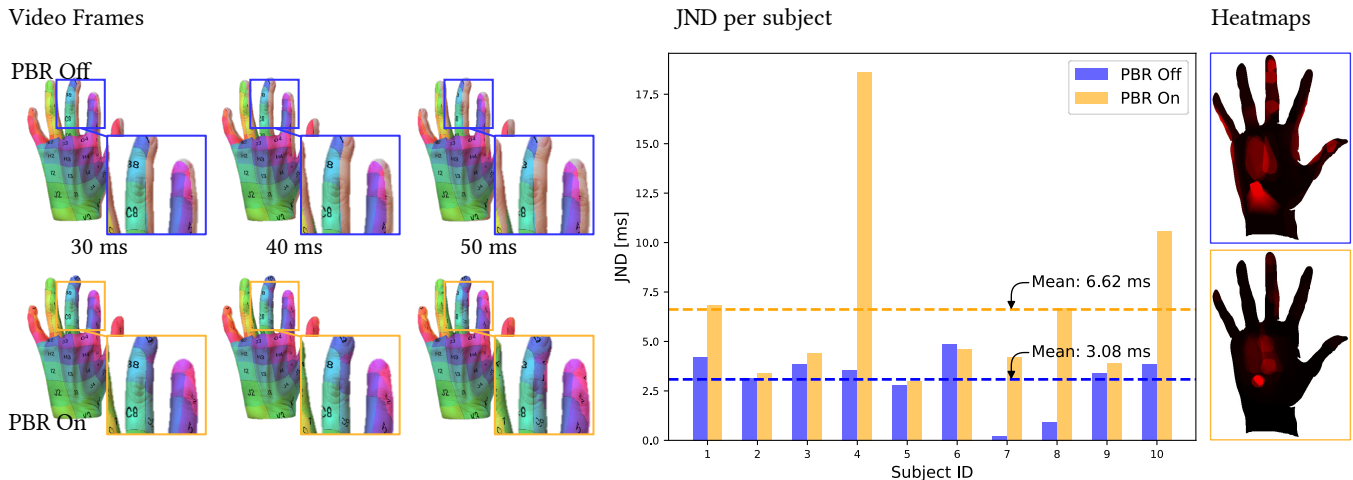 Video Frames
PBR Off
30 ms
40 ms
50 ms
PBR On
JND per subject
PBR Off
PBR On
17.5
15.0
12.5
10.0
7.5
5.0
2.5
0.0
JND [ms]
Mean: 6.62 ms
Mean: 3.08 ms
1 2 3 4 5 6 7 8 9 10
Subject ID
Heatmaps